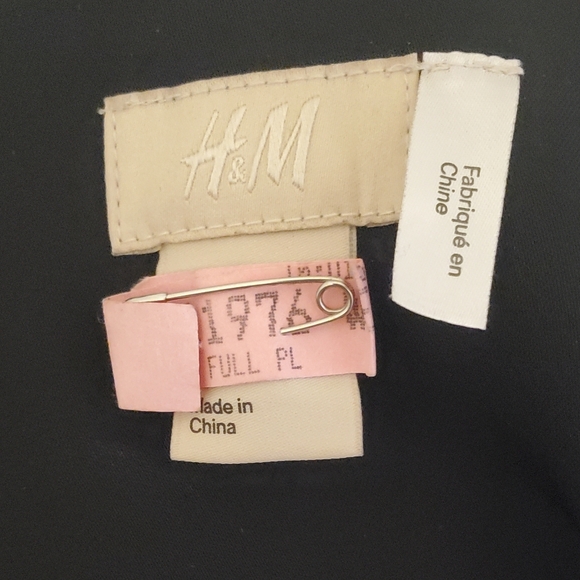 H&M
Fabriqué en
Chine
1976
FULL PL
Made in
China